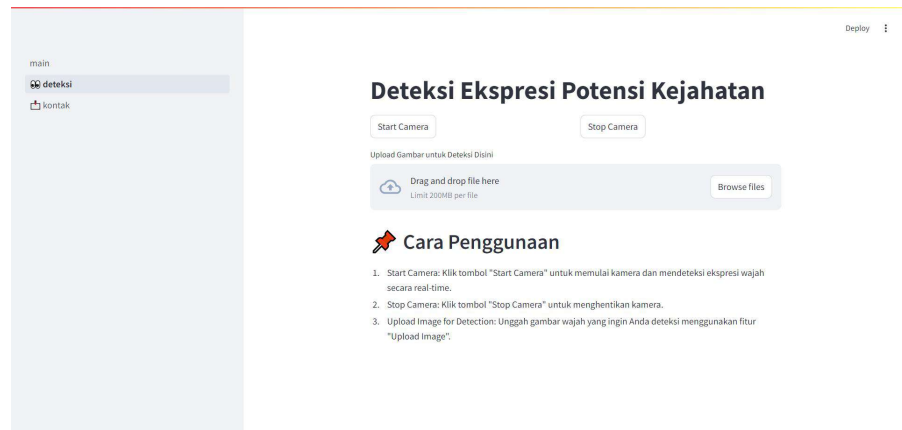 Deploy
main
deteksi
kontak
Deteksi Ekspresi Potensi Kejahatan
Start Camera
Stop Camera
Upload Gambar untuk Deteksi Disini
Drag and drop file here
Limit 200MB per file
Browse files
Cara Penggunaan
1. Start Camera: Klik tombol "Start Camera" untuk memulai kamera dan mendeteksi ekspresi wajah
secara real-time.
2. Stop Camera: Klik tombol "Stop Camera" untuk menghentikan kamera.
3. Upload Image for Detection: Unggah gambar wajah yang ingin Anda deteksi menggunakan fitur
"Upload Image".